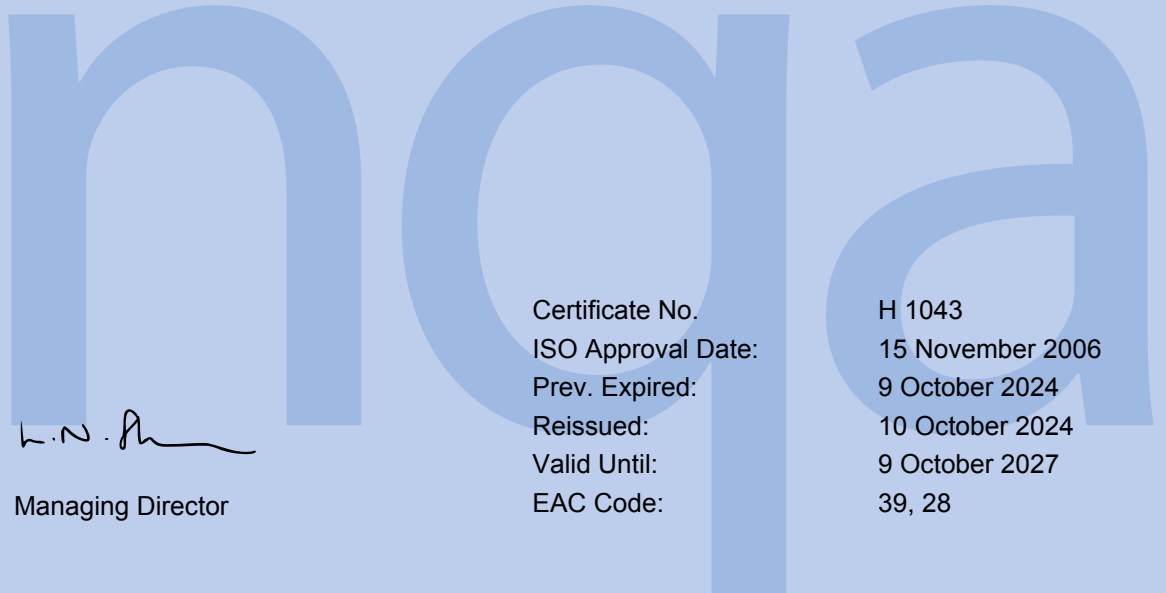 nqa
Certificate No. H 1043
ISO Approval Date: 15 November 2006
Prev. Expired: 9 October 2024
Reissued: 10 October 2024
Valid Until: 9 October 2027
EAC Code: 39, 28
L.N.
Managing Director